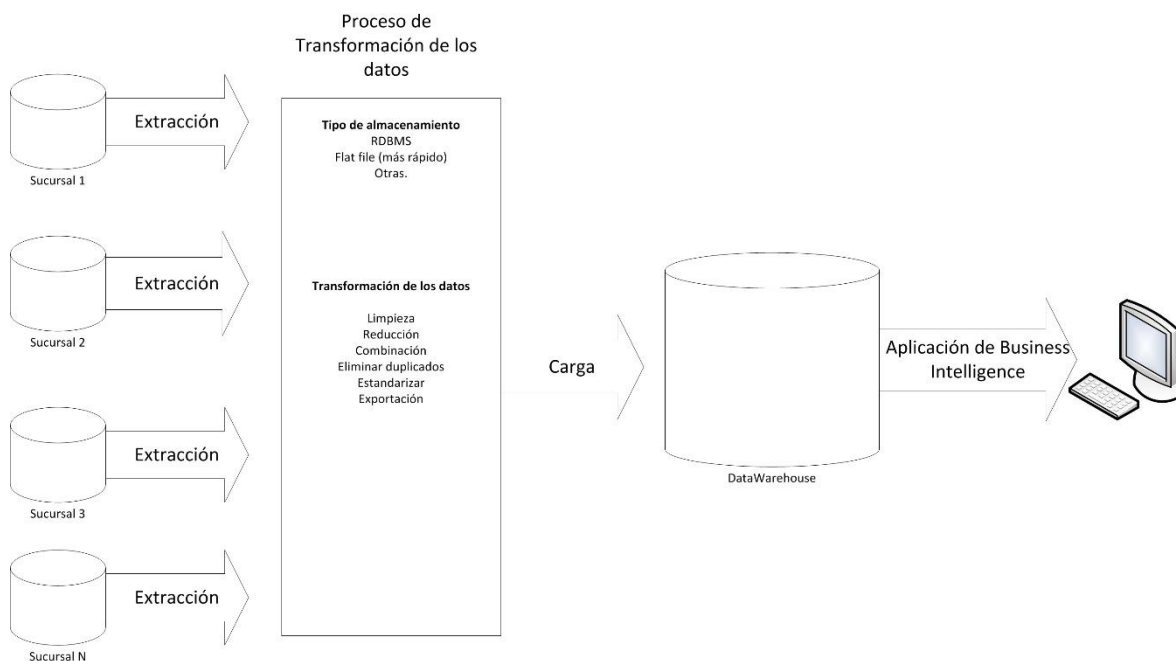 Proceso de
Transformación de los
datos
Extracción
Sucursal 1
Extracción
Sucursal 2
Extracción
Sucursal 3
Extracción
Sucursal N
Tipo de almacenamiento
RDBMS
Flat file (más rápido)
Otras.
Transformación de los datos
Limpieza
Reducción
Combinación
Eliminar duplicados
Estandarizar
Exportación
Carga
DataWarehouse
Aplicación de Business
Intelligence